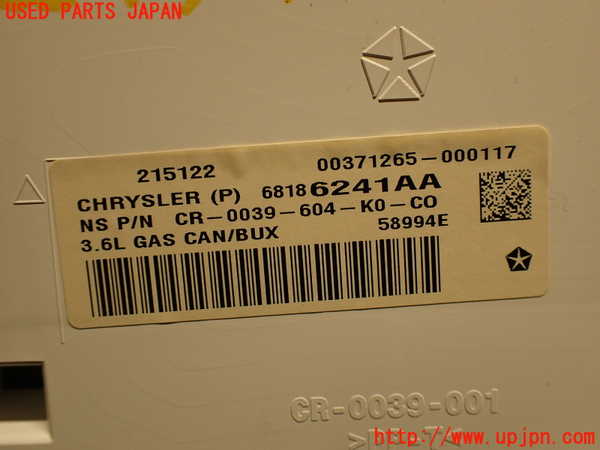 USED PARTS JAPAN
215122 00371265-000117
CHRYSLER (P) 68186241AA
NS P/N CR-0039-604-K0-CO
3.6L GAS CAN/BUX 58994E
CR-0039-001
http://www.upjpn.com